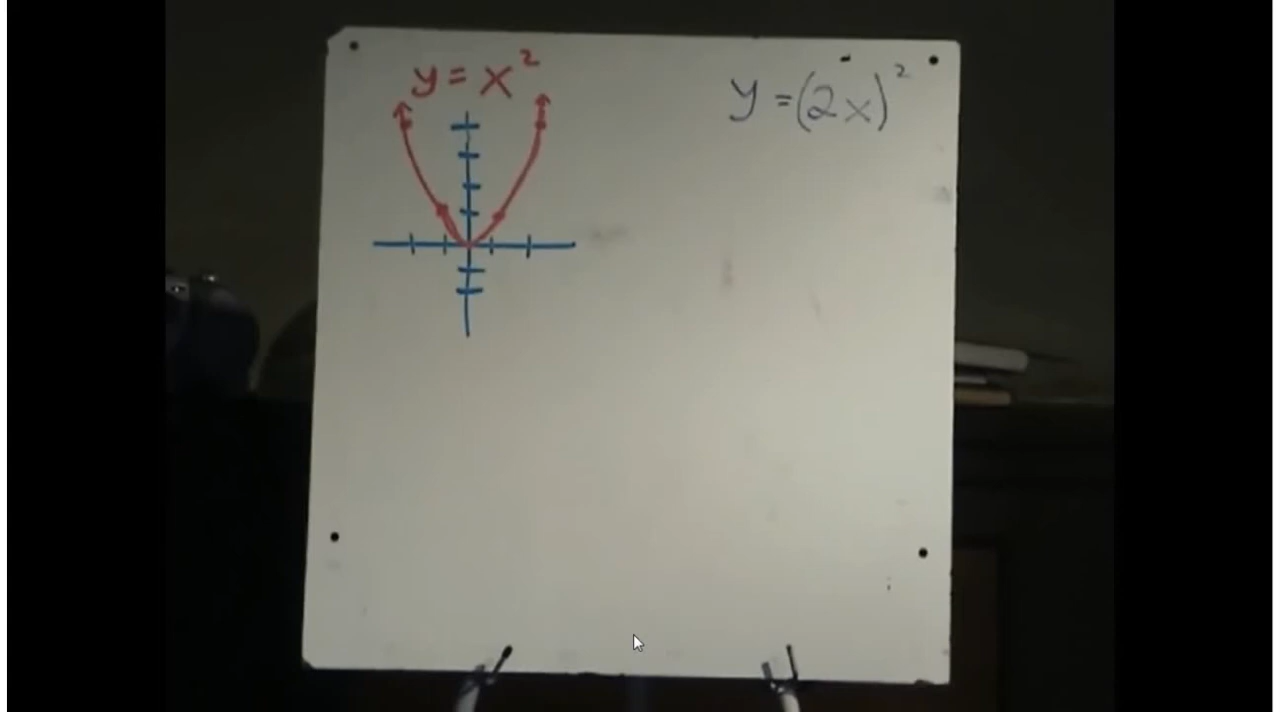 y = x²
y = (2x)²